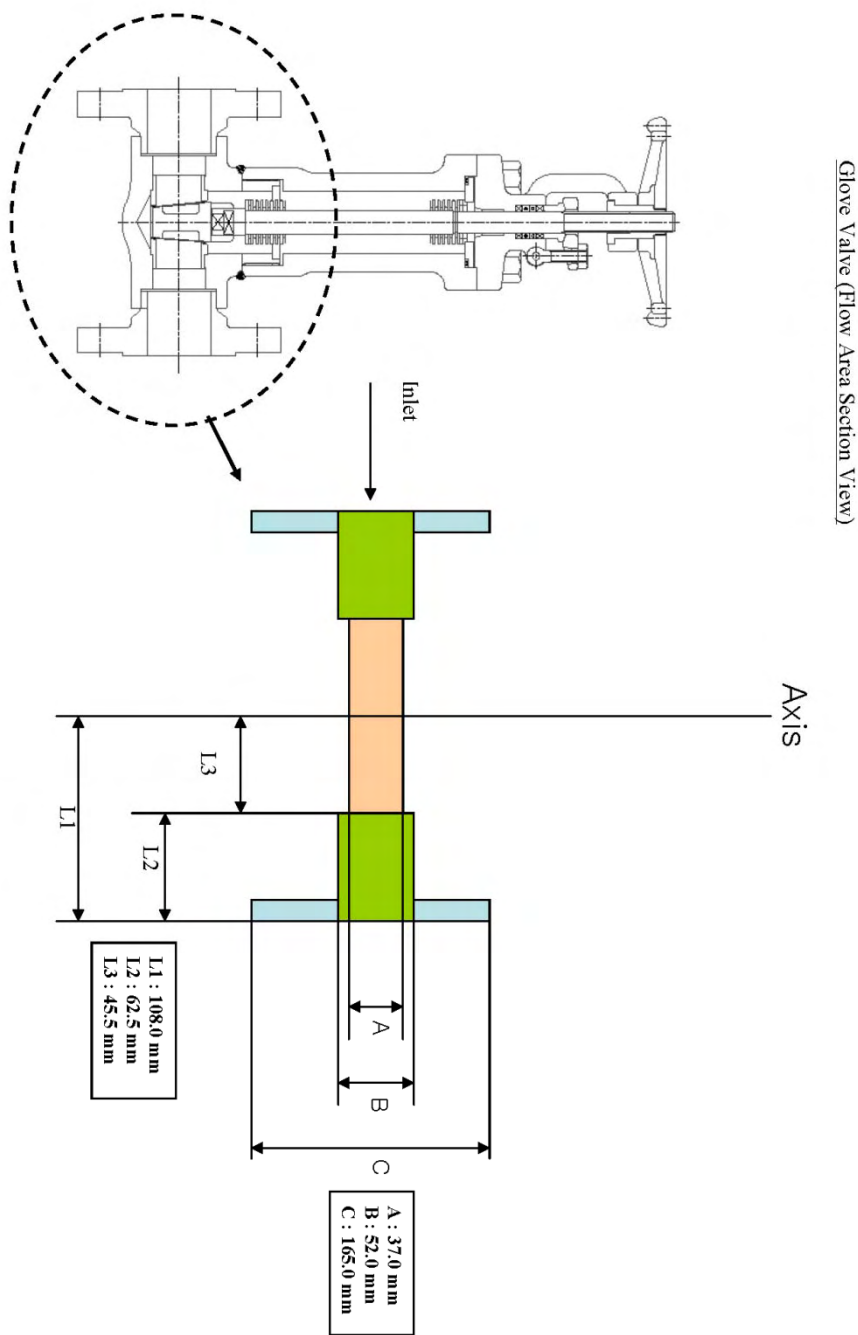 Glove Valve (Flow Area Section View)
Inlet
Axis
L3
L2
L1
A
B
C
L1 : 108.0 mm
L2 : 62.5 mm
L3 : 45.5 mm
A : 37.0 mm
B : 52.0 mm
C : 165.0 mm